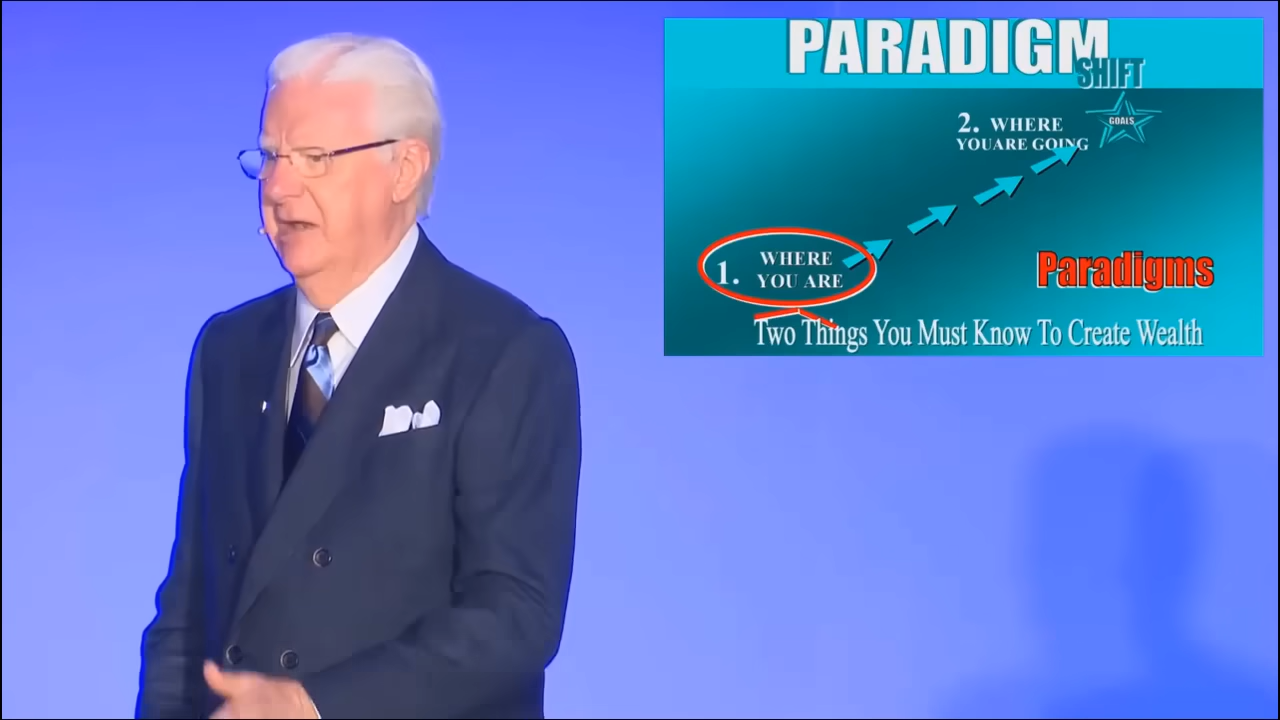 PARADIGM
SHIFT
2. WHERE
YOUARE GOING
GOALS
1. WHERE
YOU ARE
Paradigms
Two Things You Must Know To Create Wealth